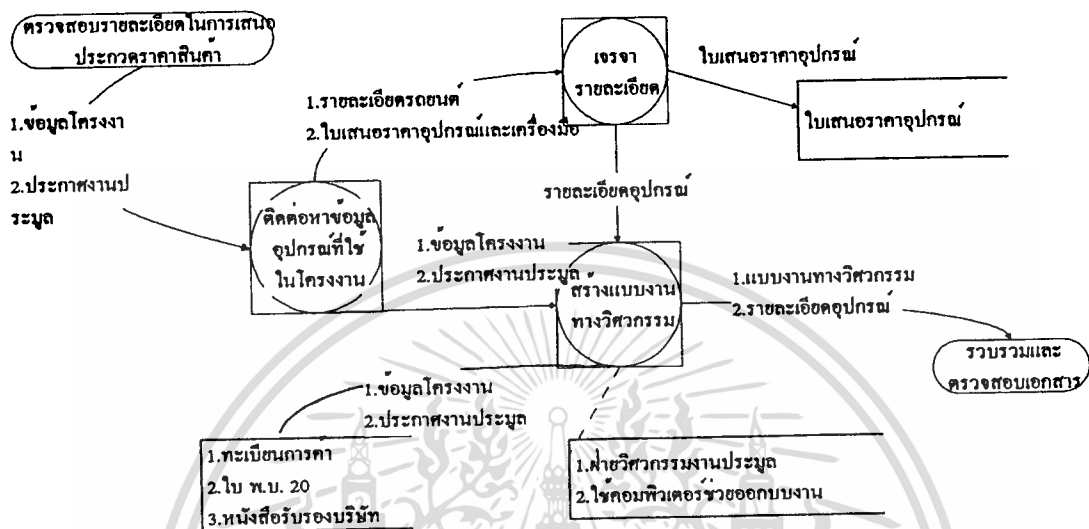 ตรวจสอบรายละเอียดในการเสนอ
ประกวดราคาสินค้า
1.ข้อมูลโครงงา
น
2.ประกาศงานป
ระมูล
1.รายละเอียดรถยนต์
2.ใบเสนอราคาอุปกรณ์และเครื่องมือ
เจรจา
รายละเอียด
ใบเสนอราคาอุปกรณ์
ใบเสนอราคาอุปกรณ์
รายละเอียดอุปกรณ์
ติดต่อหาข้อมูล
อุปกรณ์ที่ใช้
ในโครงงาน
1.ข้อมูลโครงงาน
2.ประกาศงานประมูล
สร้างแบบงาน
ทางวิศวกรรม
1.แบบงานทางวิศวกรรม
2.รายละเอียดอุปกรณ์
รวบรวมและ
ตรวจสอบเอกสาร
1.ข้อมูลโครงงาน
2.ประกาศงานประมูล
1.ทะเบียนการคา
2.ใบ พ.บ. 20
3.หนังสือรับรองบริษัท
1.ฝ่ายวิศวกรรมงานประมูล
2.ใช้คอมพิวเตอร์ช่วยออกบบงาน